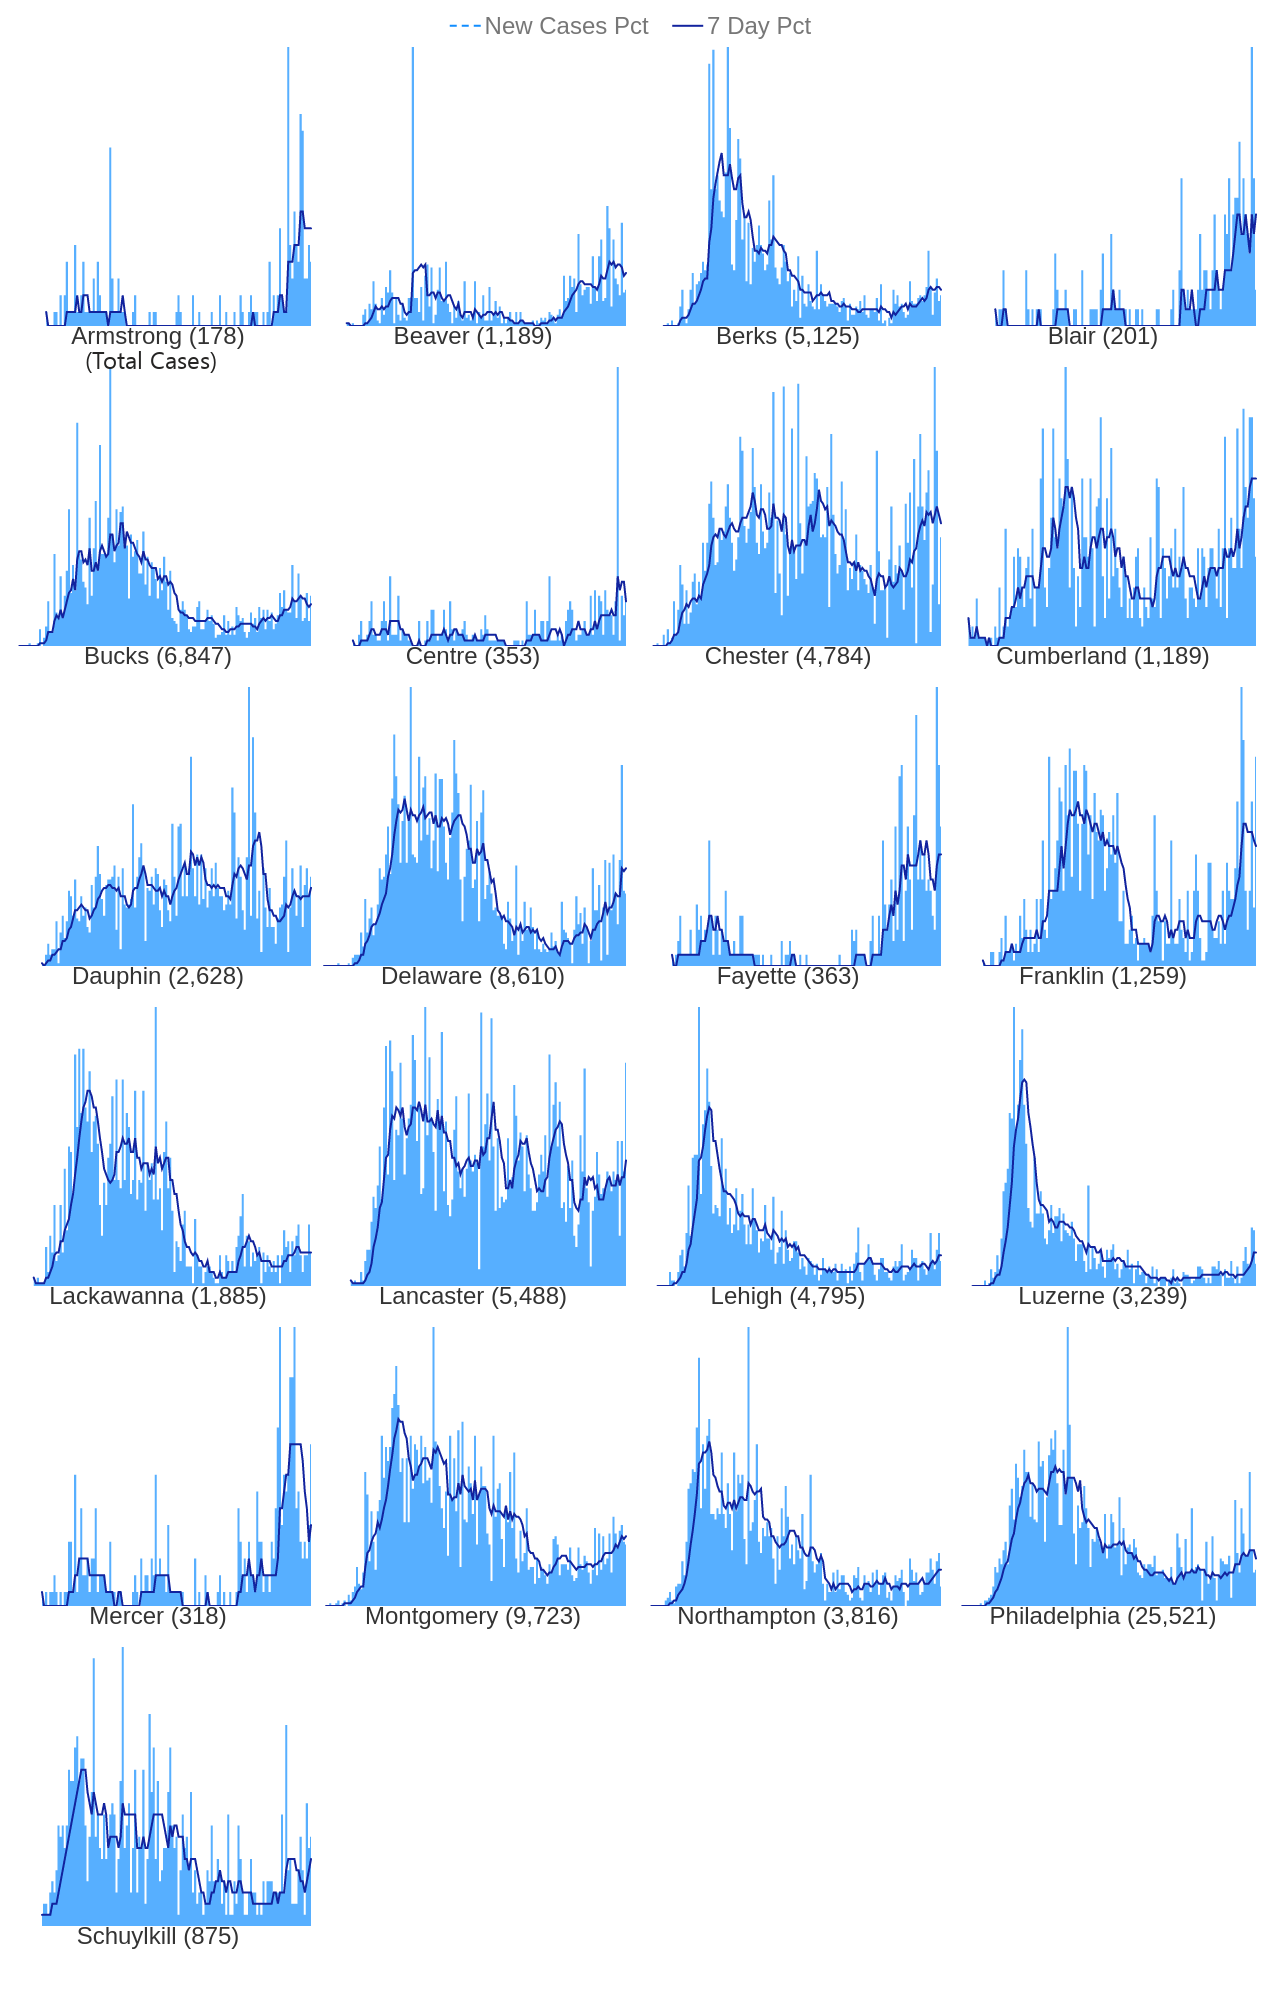 New Cases Pct 7 Day Pct
Armstrong (178) Beaver (1,189) Berks (5,125) Blair (201)
(Total Cases)
Bucks (6,847) Centre (353) Chester (4,784) Cumberland (1,189)
Dauphin (2,628) Delaware (8,610) Fayette (363) Franklin (1,259)
Lackawanna (1,885) Lancaster (5,488) Lehigh (4,795) Luzerne (3,239)
Mercer (318) Montgomery (9,723) Northampton (3,816) Philadelphia (25,521)
Schuylkill (875)